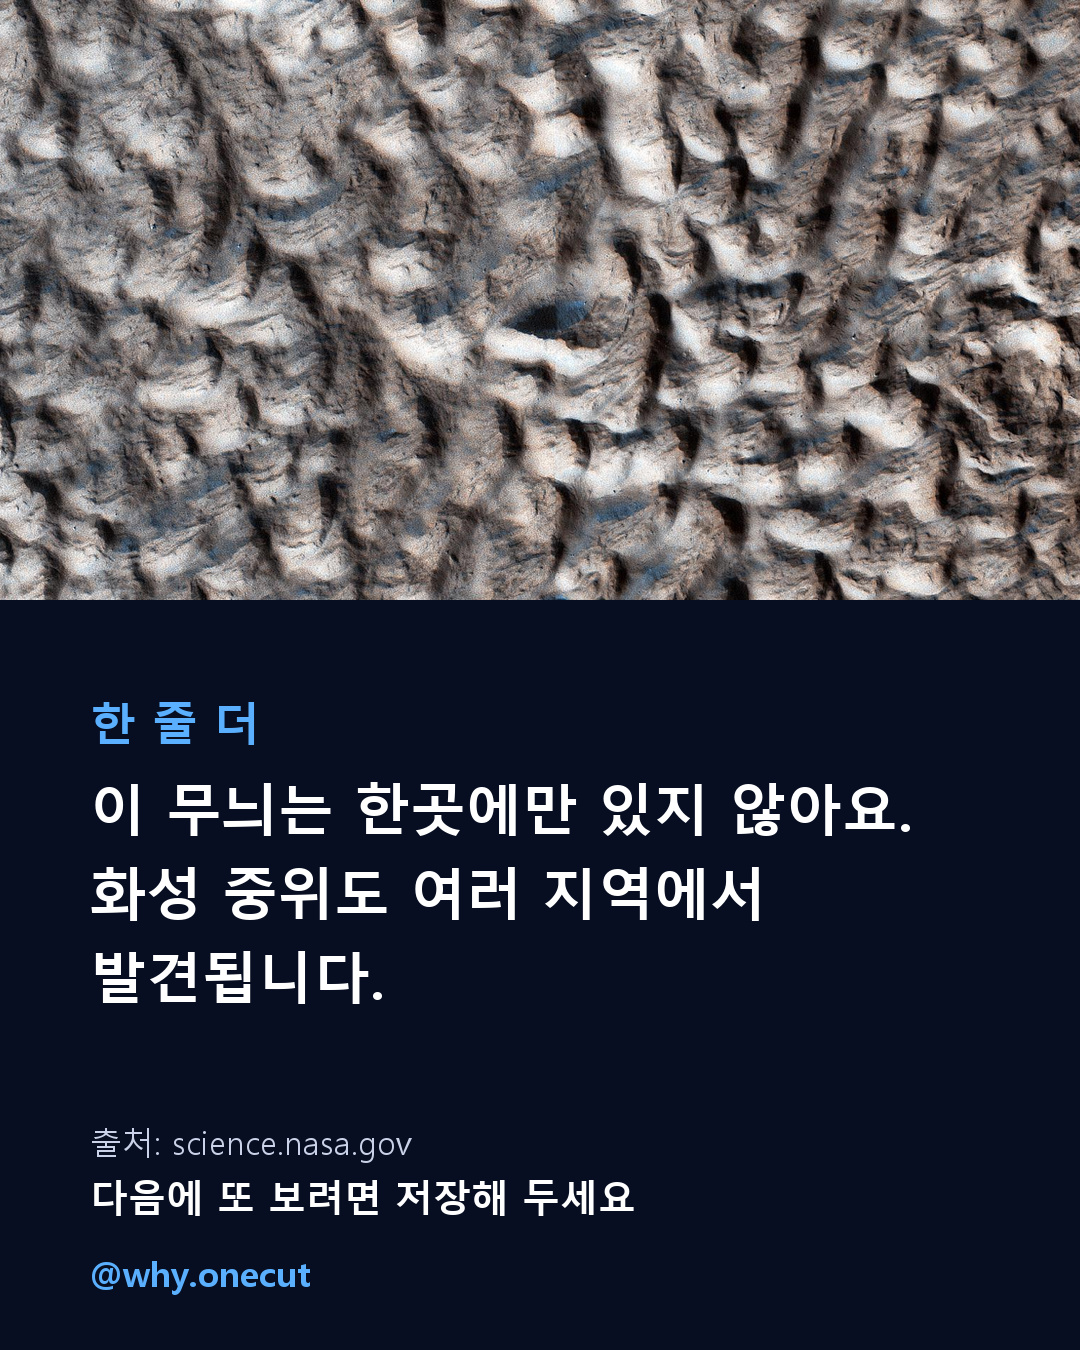 한 줄 더
이 무늬는 한곳에만 있지 않아요.
화성 중위도 여러 지역에서
발견됩니다.
출처: science.nasa.gov
다음에 또 보려면 저장해 두세요
@why.onecut